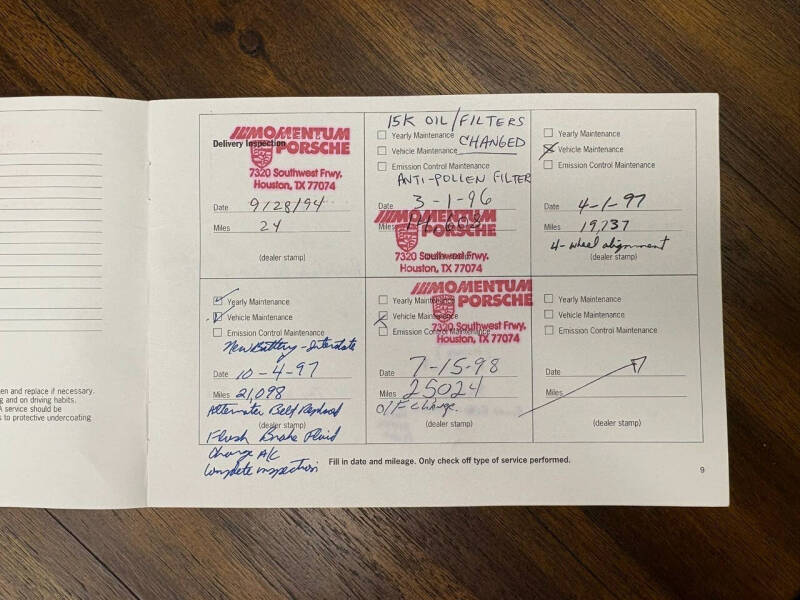 en and replace if necessary.
g and on driving habits.
A service should be
s to protective undercoating
Delivery Inspection
MOMENTUM
PORSCHE
7320 Southwest Frwy.
Houston, TX 77074
Date 9/28/94
Miles 24
(dealer stamp)
15K OIL/FILTERS
Yearly Maintenance
CHANGED
Vehicle Maintenance
Emission Control Maintenance
ANTI-POLLEN FILTER
Date 3-1-96
MOMENTUM
Miles 14,602
PORSCHE
7320 Southwest Frwy.
Houston, TX 77074
Yearly Maintenance
Vehicle Maintenance
Emission Control Maintenance
Date 4-1-97
Miles 19,737
4-wheel alignment
(dealer stamp)
Yearly Maintenance
Vehicle Maintenance
Emission Control Maintenance
New Battery-Interstate
Date 10-4-97
Miles 21,098
Alternator Belt Replaced
(dealer stamp)
Flush Brake Fluid
Change A/C
Complete inspection
MOMENTUM
Yearly Maintenance
PORSCHE
Vehicle Maintenance
Emission Control Maintenance
7320 Southwest Frwy.
Houston, TX 77074
Date 7-15-98
Miles 25024
O/F Change.
(dealer stamp)
Yearly Maintenance
Vehicle Maintenance
Emission Control Maintenance
Date
Miles
(dealer stamp)
Fill in date and mileage. Only check off type of service performed.
9